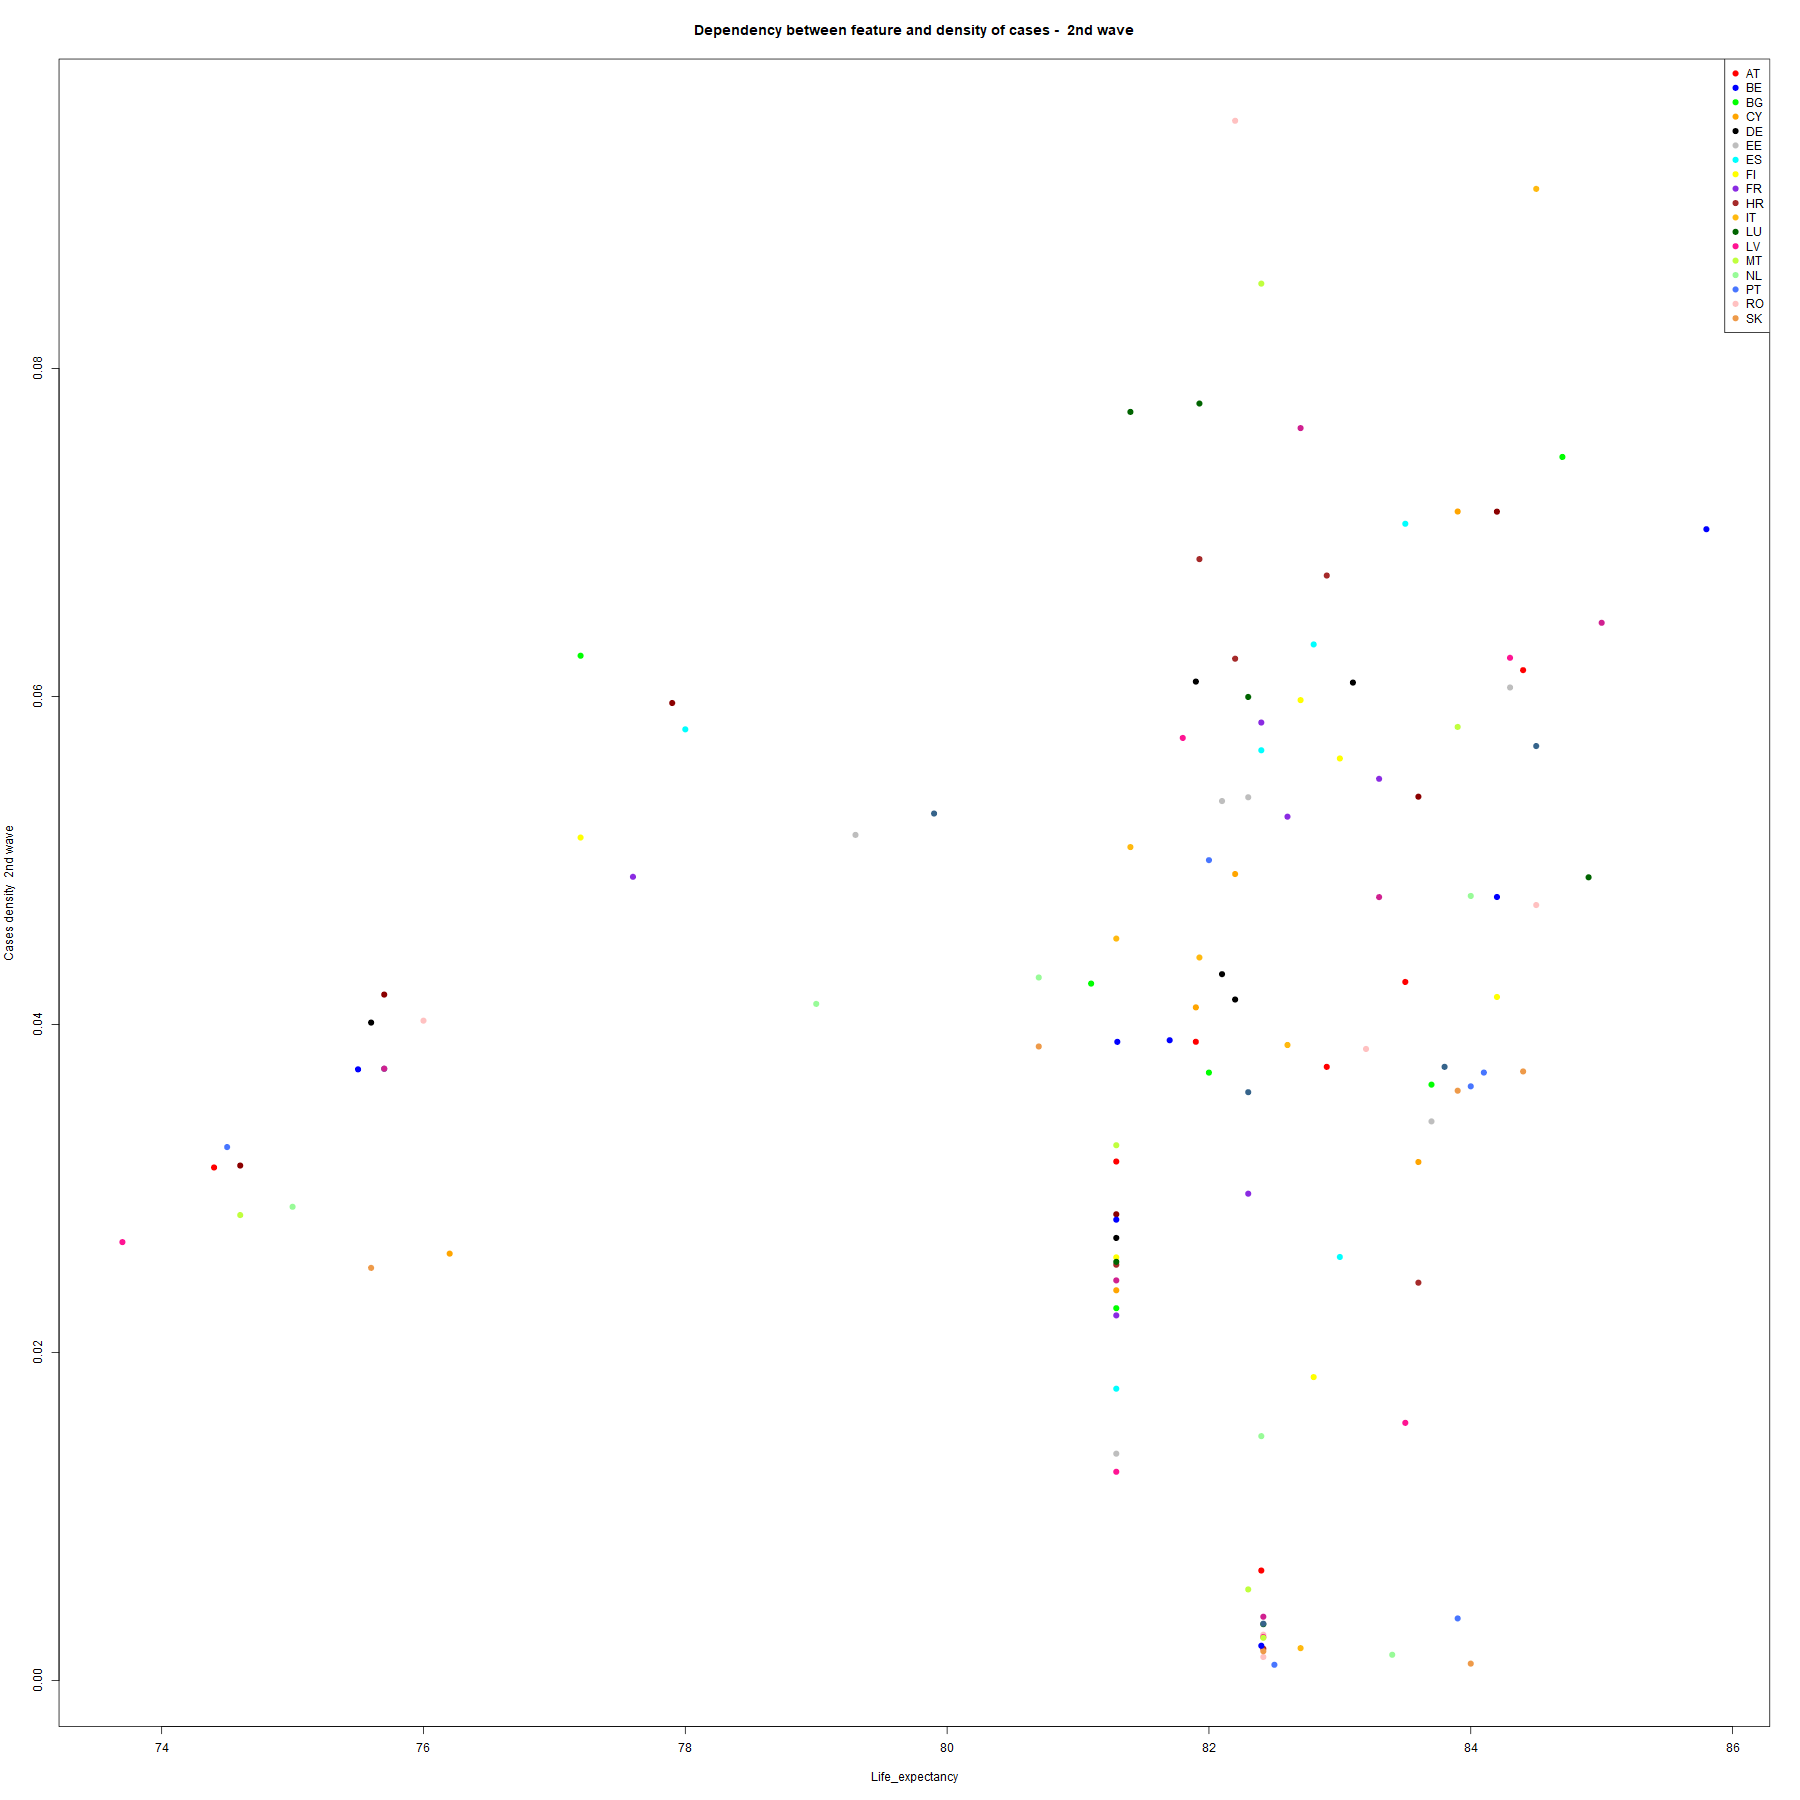 Dependency between feature and density of cases -  2nd wave
AT
BE
BG
CY
DE
EE
ES
FI
FR
HR
IT
LU
LV
MT
NL
PT
RO
SK
Cases density  2nd wave
0.08
0.06
0.04
0.02
0.00
74 76 78 80 82 84 86
Life_expectancy